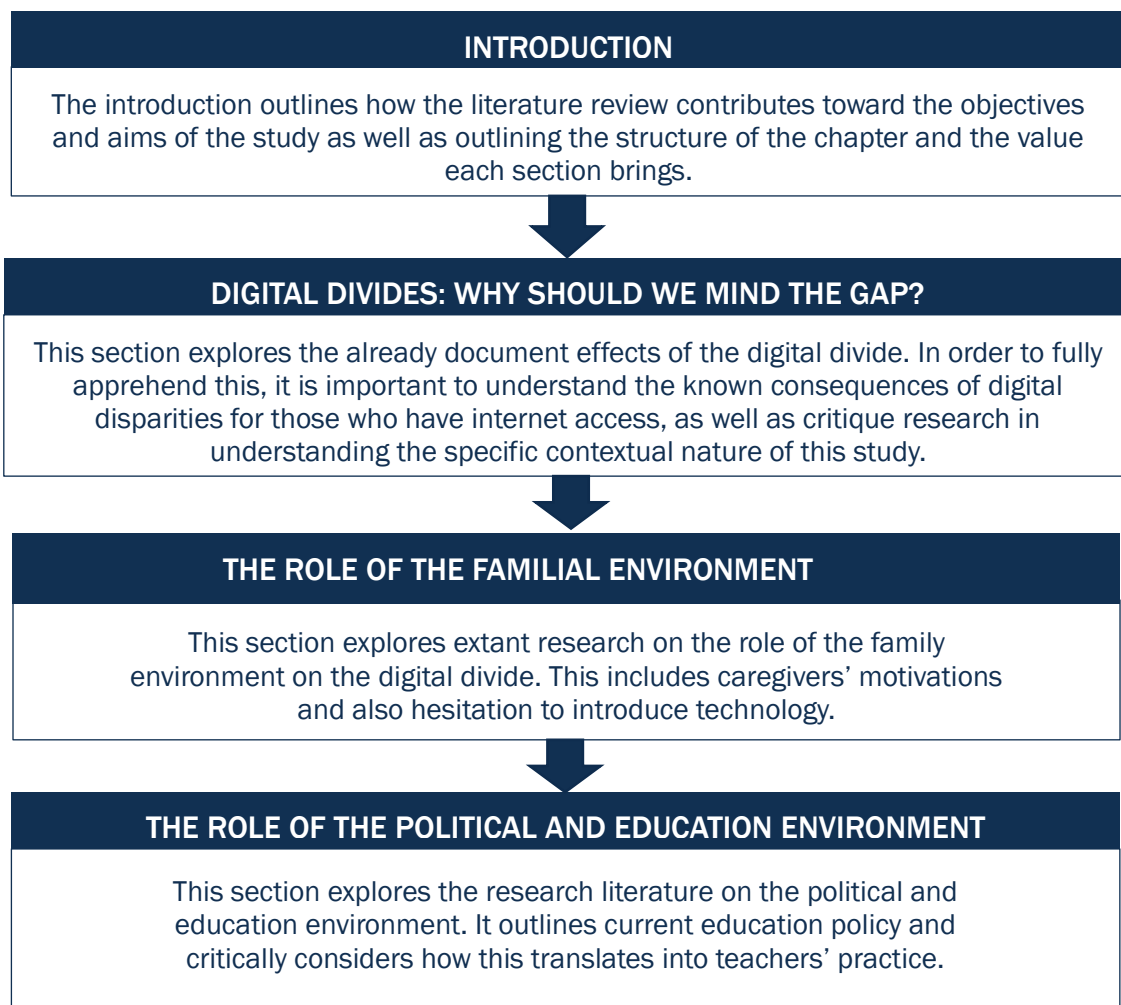 INTRODUCTION
The introduction outlines how the literature review contributes toward the objectives
and aims of the study as well as outlining the structure of the chapter and the value
each section brings.
DIGITAL DIVIDES: WHY SHOULD WE MIND THE GAP?
This section explores the already document effects of the digital divide. In order to fully
apprehend this, it is important to understand the known consequences of digital
disparities for those who have internet access, as well as critique research in
understanding the specific contextual nature of this study.
THE ROLE OF THE FAMILIAL ENVIRONMENT
This section explores extant research on the role of the family
environment on the digital divide. This includes caregivers’ motivations
and also hesitation to introduce technology.
THE ROLE OF THE POLITICAL AND EDUCATION ENVIRONMENT
This section explores the research literature on the political and
education environment. It outlines current education policy and
critically considers how this translates into teachers’ practice.